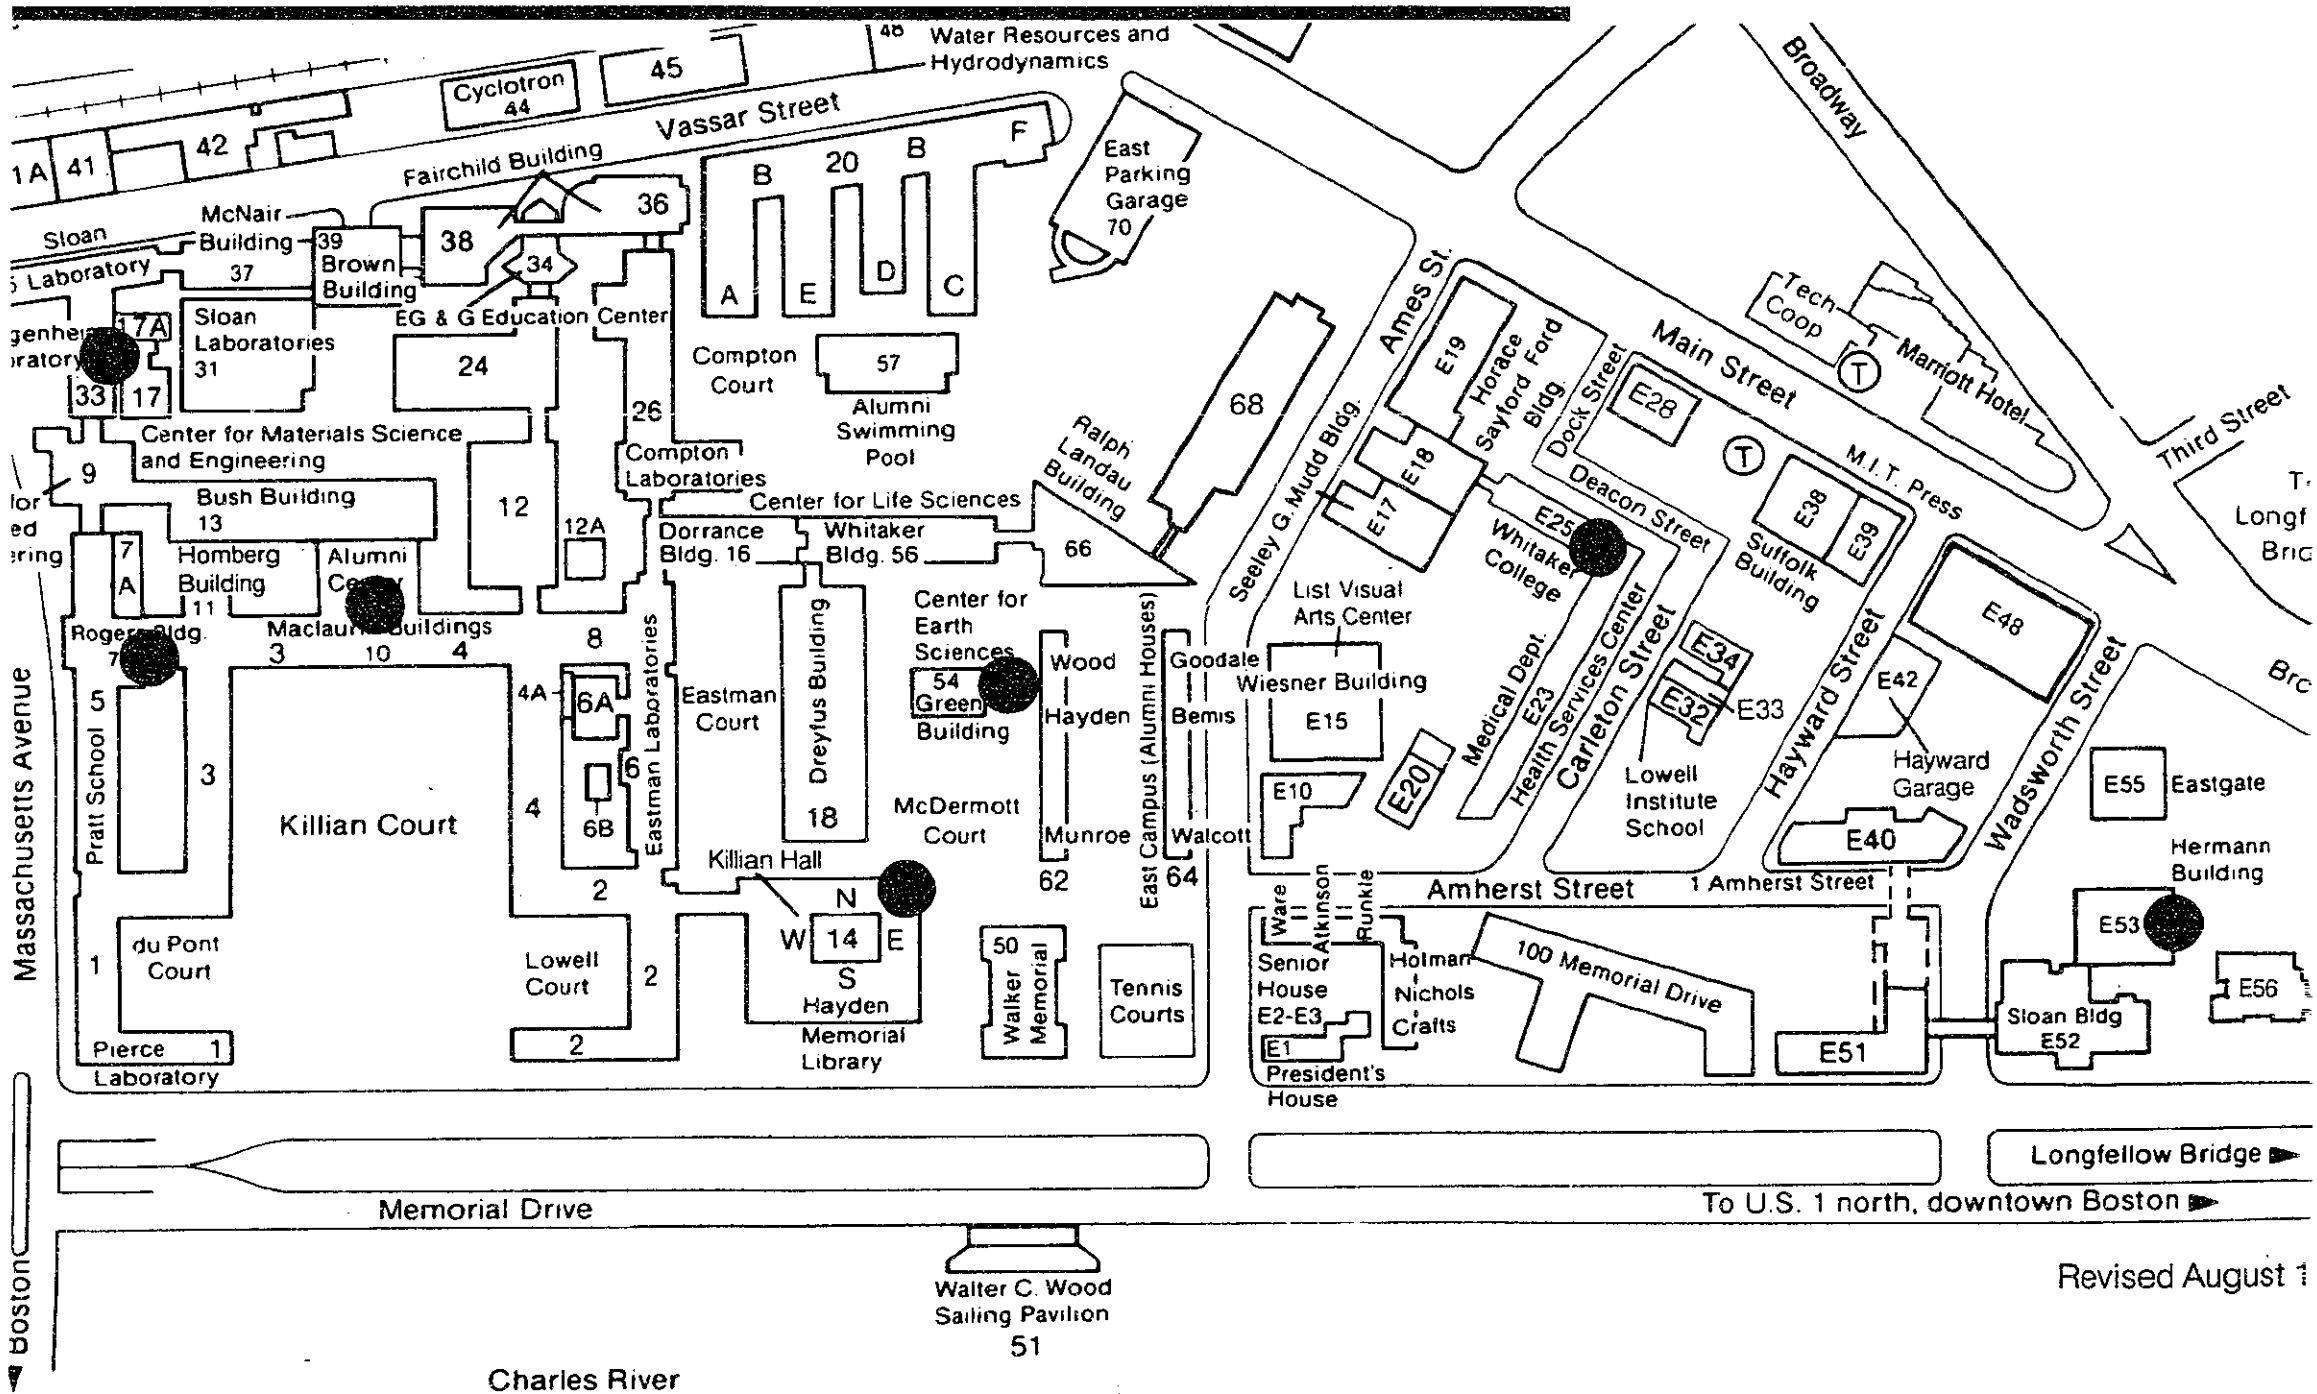 48
Water Resources and
Hydrodynamics
Broadway
Cyclotron
44
45
Vassar Street
1A
41
42
Fairchild Building
B
20
B
F
East
Parking
Garage
70
McNair
Building
Sloan
Laboratory
37
39
Brown
Building
38
36
34
A
E
D
C
EG & G Education Center
17A
Sloan
Laboratories
31
33
17
24
26
Compton
Court
57
Alumni
Swimming
Pool
Ralph
Landau
Building
68
Ames St.
E19
Horace
Sayford Ford
Bldg.
Dock Street
E28
Main Street
Tech
Coop
T
Marriott Hotel
T
M.I.T. Press
Third Street
Center for Materials Science
and Engineering
9
Bush Building
13
12
Compton
Laboratories
Center for Life Sciences
12A
Dorrance
Bldg. 16
Whitaker
Bldg. 56
66
Seeley G. Mudd Bldg.
E18
E17
Deacon Street
E25
Whitaker
College
E38
E39
Suffolk
Building
Longf
7
A
Homberg
Building
11
Alumni
Rogers Bldg.
7
Maclaurin Buildings
3
10
4
8
Center for
Earth
Sciences
54
Green
Building
List Visual
Arts Center
Wiesner Building
E15
Medical Dept.
E23
Health Services Center
Carleton Street
E34
E33
E32
Lowell
Institute
School
Hayward Street
E42
Hayward
Garage
E48
Wadsworth Street
Massachusetts Avenue
5
Pratt School
3
Killian Court
4A
6A
4
6
6B
Eastman Laboratories
Eastman
Court
Dreyfus Building
18
McDermott
Court
Wood
Hayden
Munroe
62
East Campus (Alumni Houses)
Goodale
Bemis
Walcott
64
E10
E20
E40
E55
Eastgate
Hermann
Building
Killian Hall
2
N
W
14
E
S
Hayden
Memorial
Library
Amherst Street
1 Amherst Street
Ware
Atkinson
Runkle
1
du Pont
Court
Lowell
Court
2
50
Walker
Memorial
Tennis
Courts
Senior
House
E2-E3
Holman
Nichols
Crafts
100 Memorial Drive
E53
E56
Pierce
1
Laboratory
2
E1
President's
House
E51
Sloan Bldg
E52
Longfellow Bridge
Memorial Drive
To U.S. 1 north, downtown Boston
Boston
Walter C. Wood
Sailing Pavilion
51
Charles River
Revised August 1